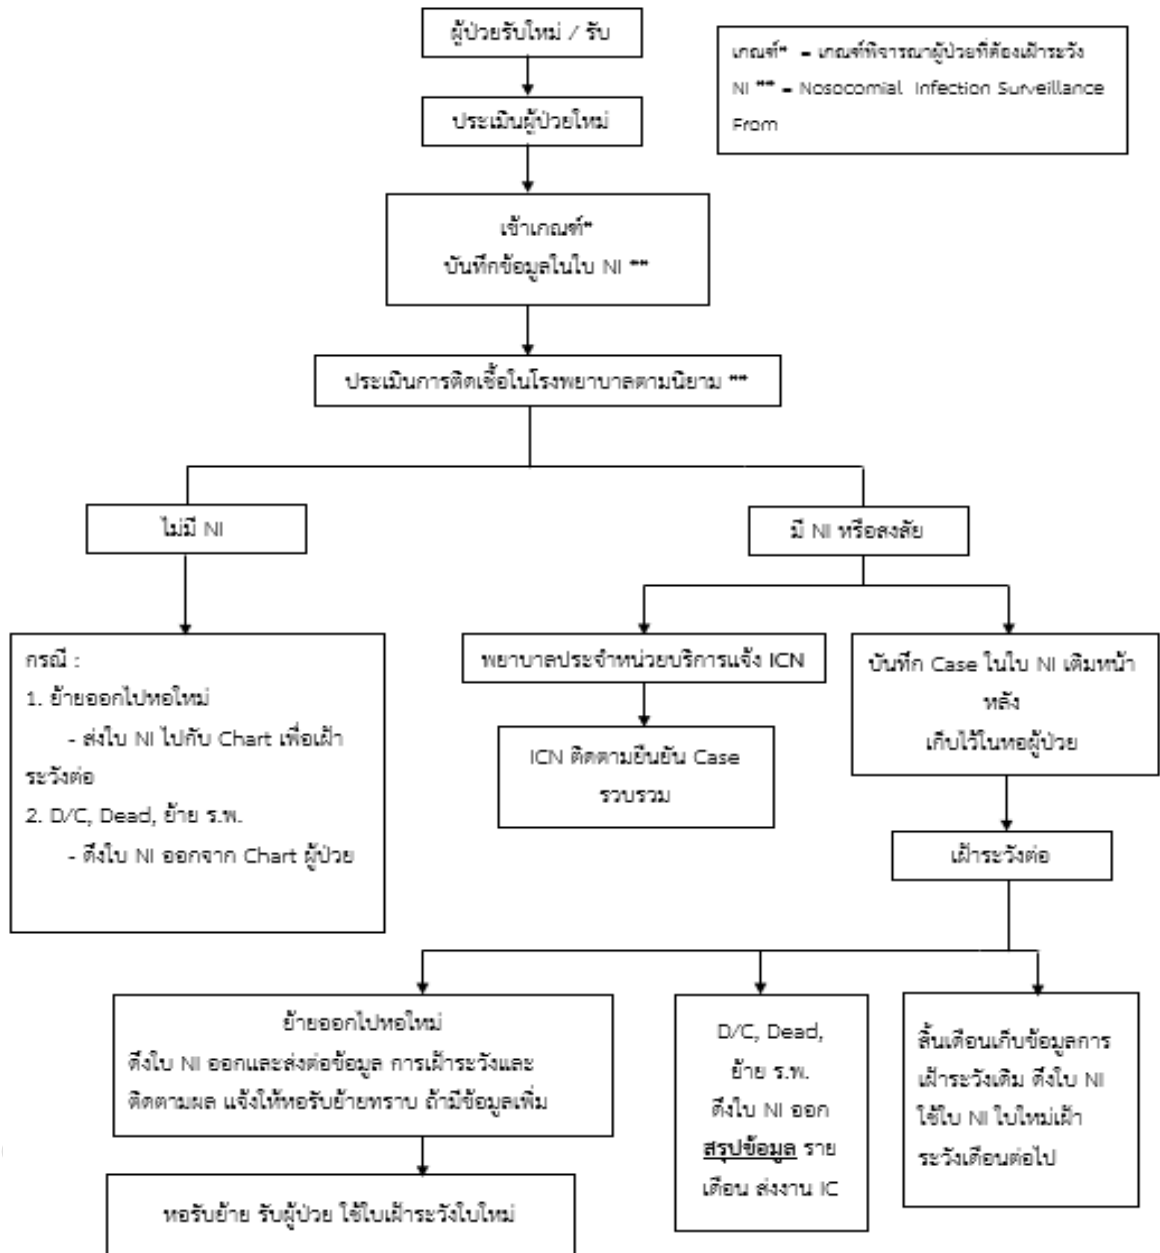 ผู้ป่วยรับใหม่ / รับ
เกณฑ์* = เกณฑ์พิจารณาผู้ป่วยที่ต้องเฝ้าระวัง
NI ** = Nosocomial Infection Surveillance
From
ประเมินผู้ป่วยใหม่
เข้าเกณฑ์*
บันทึกข้อมูลในใบ NI **
ประเมินการติดเชื้อในโรงพยาบาลตามนิยาม **
ไม่มี NI
มี NI หรือสงสัย
กรณี :
1. ย้ายออกไปหอใหม่
- ส่งใบ NI ไปกับ Chart เพื่อเฝ้า
ระวังต่อ
2. D/C, Dead, ย้าย ร.พ.
- ดึงใบ NI ออกจาก Chart ผู้ป่วย
พยาบาลประจำหน่วยบริการแจ้ง ICN
ICN ติดตามยืนยัน Case
รวบรวม
บันทึก Case ในใบ NI เดิมหน้า
หลัง
เก็บไว้ในหอผู้ป่วย
เฝ้าระวังต่อ
ย้ายออกไปหอใหม่
ดึงใบ NI ออกและส่งต่อข้อมูล การเฝ้าระวังและ
ติดตามผล แจ้งให้หอรับย้ายทราบ ถ้ามีข้อมูลเพิ่ม
หอรับย้าย รับผู้ป่วย ใช้ใบเฝ้าระวังใบใหม่
D/C, Dead,
ย้าย ร.พ.
ดึงใบ NI ออก
สรุปข้อมูล ราย
เดือน ส่งงาน IC
สิ้นเดือนเก็บข้อมูลการ
เฝ้าระวังเดิม ดึงใบ NI
ใช้ใบ NI ใบใหม่เฝ้า
ระวังเดือนต่อไป